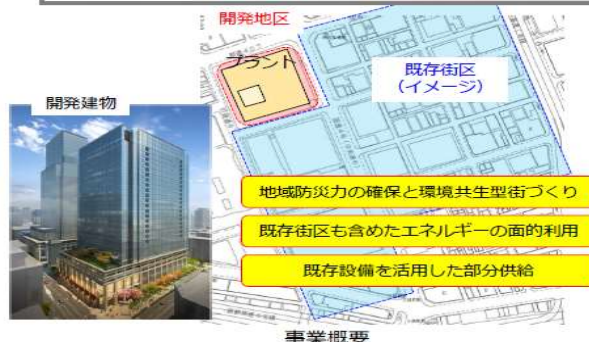 開発地区
プラント
既存街区
(イメージ)
開発建物
地域防災力の確保と環境共生型街づくり
既存街区も含めたエネルギーの面的利用
既存設備を活用した部分供給
事業概要